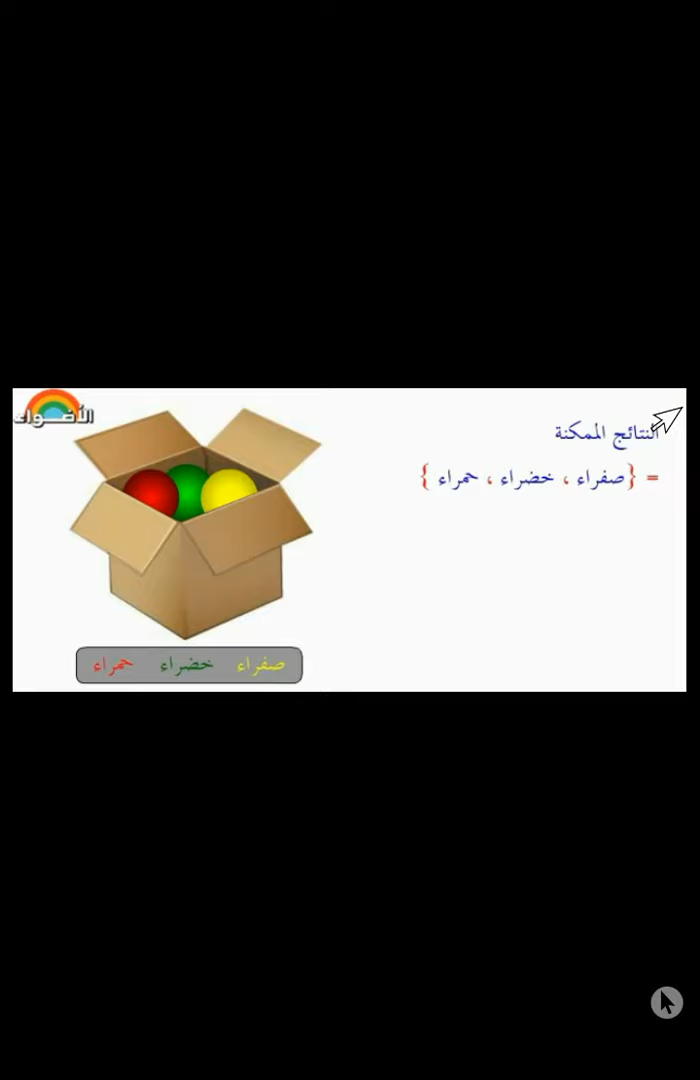 الأضواء
النتائج الممكنة
= {صفراء ، خضراء ، حمراء }
صفراء خضراء حمراء